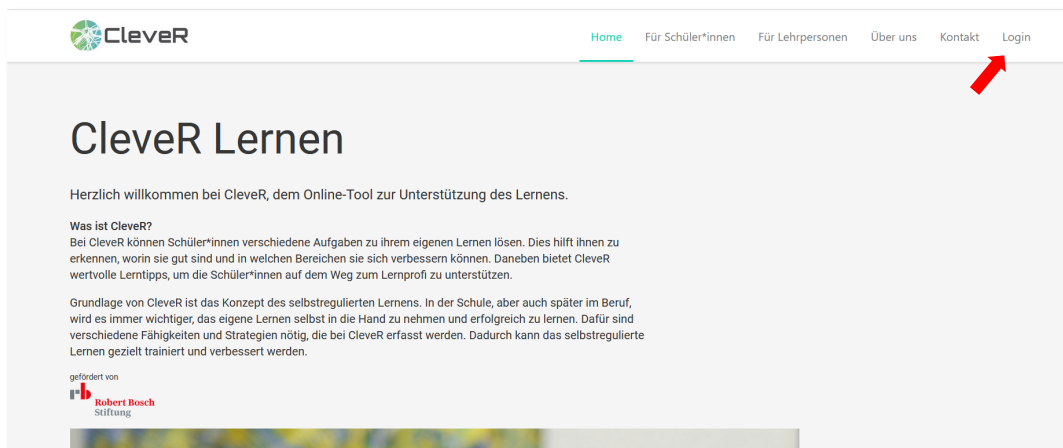 CleveR
Home Für Schüler*innen Für Lehrpersonen Über uns Kontakt Login
CleveR Lernen
Herzlich willkommen bei CleveR, dem Online-Tool zur Unterstützung des Lernens.
Was ist CleveR?
Bei CleveR können Schüler*innen verschiedene Aufgaben zu ihrem eigenen Lernen lösen. Dies hilft ihnen zu
erkennen, worin sie gut sind und in welchen Bereichen sie sich verbessern können. Daneben bietet CleveR
wertvolle Lerntipps, um die Schüler*innen auf dem Weg zum Lernprofi zu unterstützen.
Grundlage von CleveR ist das Konzept des selbstregulierten Lernens. In der Schule, aber auch später im Beruf,
wird es immer wichtiger, das eigene Lernen selbst in die Hand zu nehmen und erfolgreich zu lernen. Dafür sind
verschiedene Fähigkeiten und Strategien nötig, die bei CleveR erfasst werden. Dadurch kann das selbstregulierte
Lernen gezielt trainiert und verbessert werden.
gefördert von
rb
Robert Bosch
Stiftung